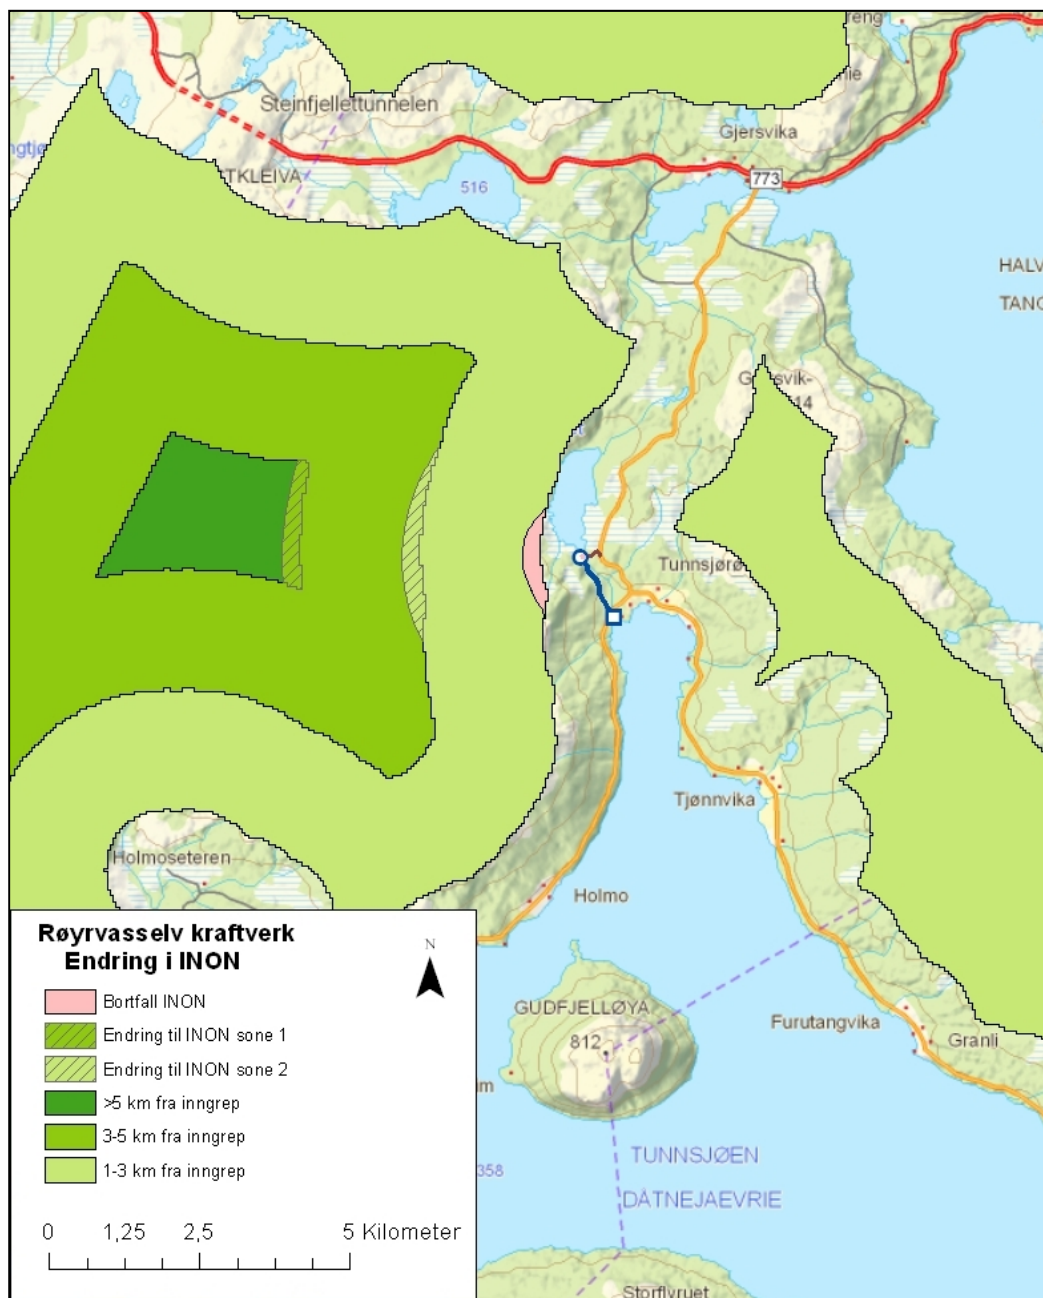 Steinfjellettunnelen
Gjersvika
773
TKLEIVA
516
HALV
TANG
Tunnsjørø
Tjønnvika
Holmoseteren
Holmo
GUDFJELLØYA
812
Furutangvika
Granli
TUNNSJØEN
358
DÅTNEJAEVRIE
Storflyruet
Røyrvasselv kraftverk
Endring i INON
N
Bortfall INON
Endring til INON sone 1
Endring til INON sone 2
>5 km fra inngrep
3-5 km fra inngrep
1-3 km fra inngrep
0 1,25 2,5 5 Kilometer